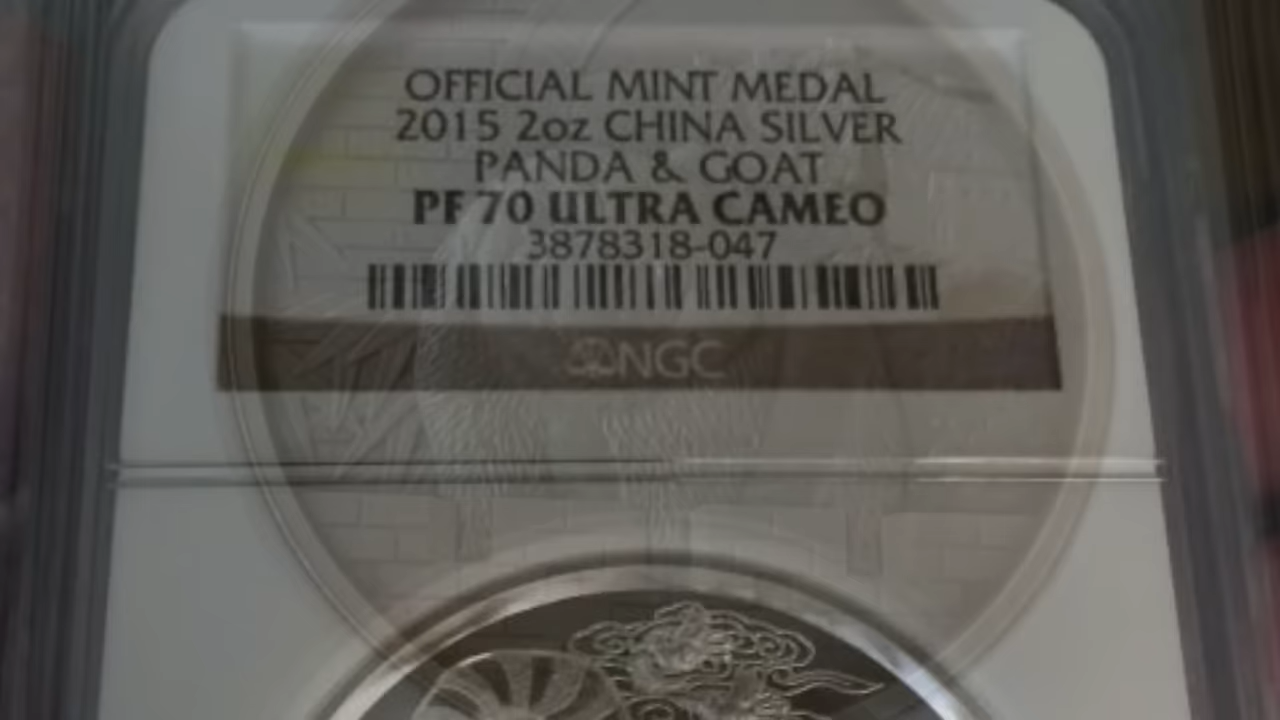 OFFICIAL MINT MEDAL
2015 2oz CHINA SILVER
PANDA & GOAT
PF 70 ULTRA CAMEO
3878318-047
NGC